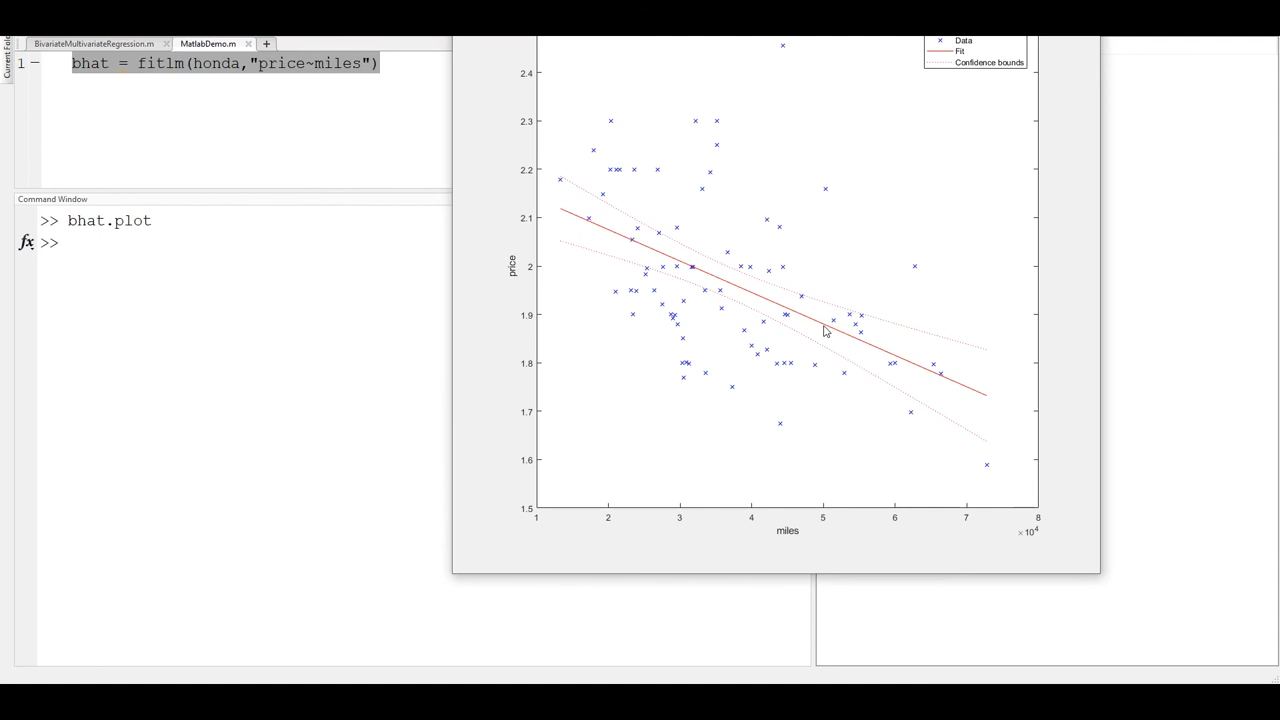 Current Fold
BivariateMultivariateRegression.m × MatlabDemo.m × +
1 – bhat = fitlm(honda,"price~miles")
Command Window
>> bhat.plot
fx >>
Data
Fit
Confidence bounds
2.4
2.3
2.2
2.1
2
1.9
1.8
1.7
1.6
1.5
price
1 2 3 4 5 6 7 8
miles
×10⁴